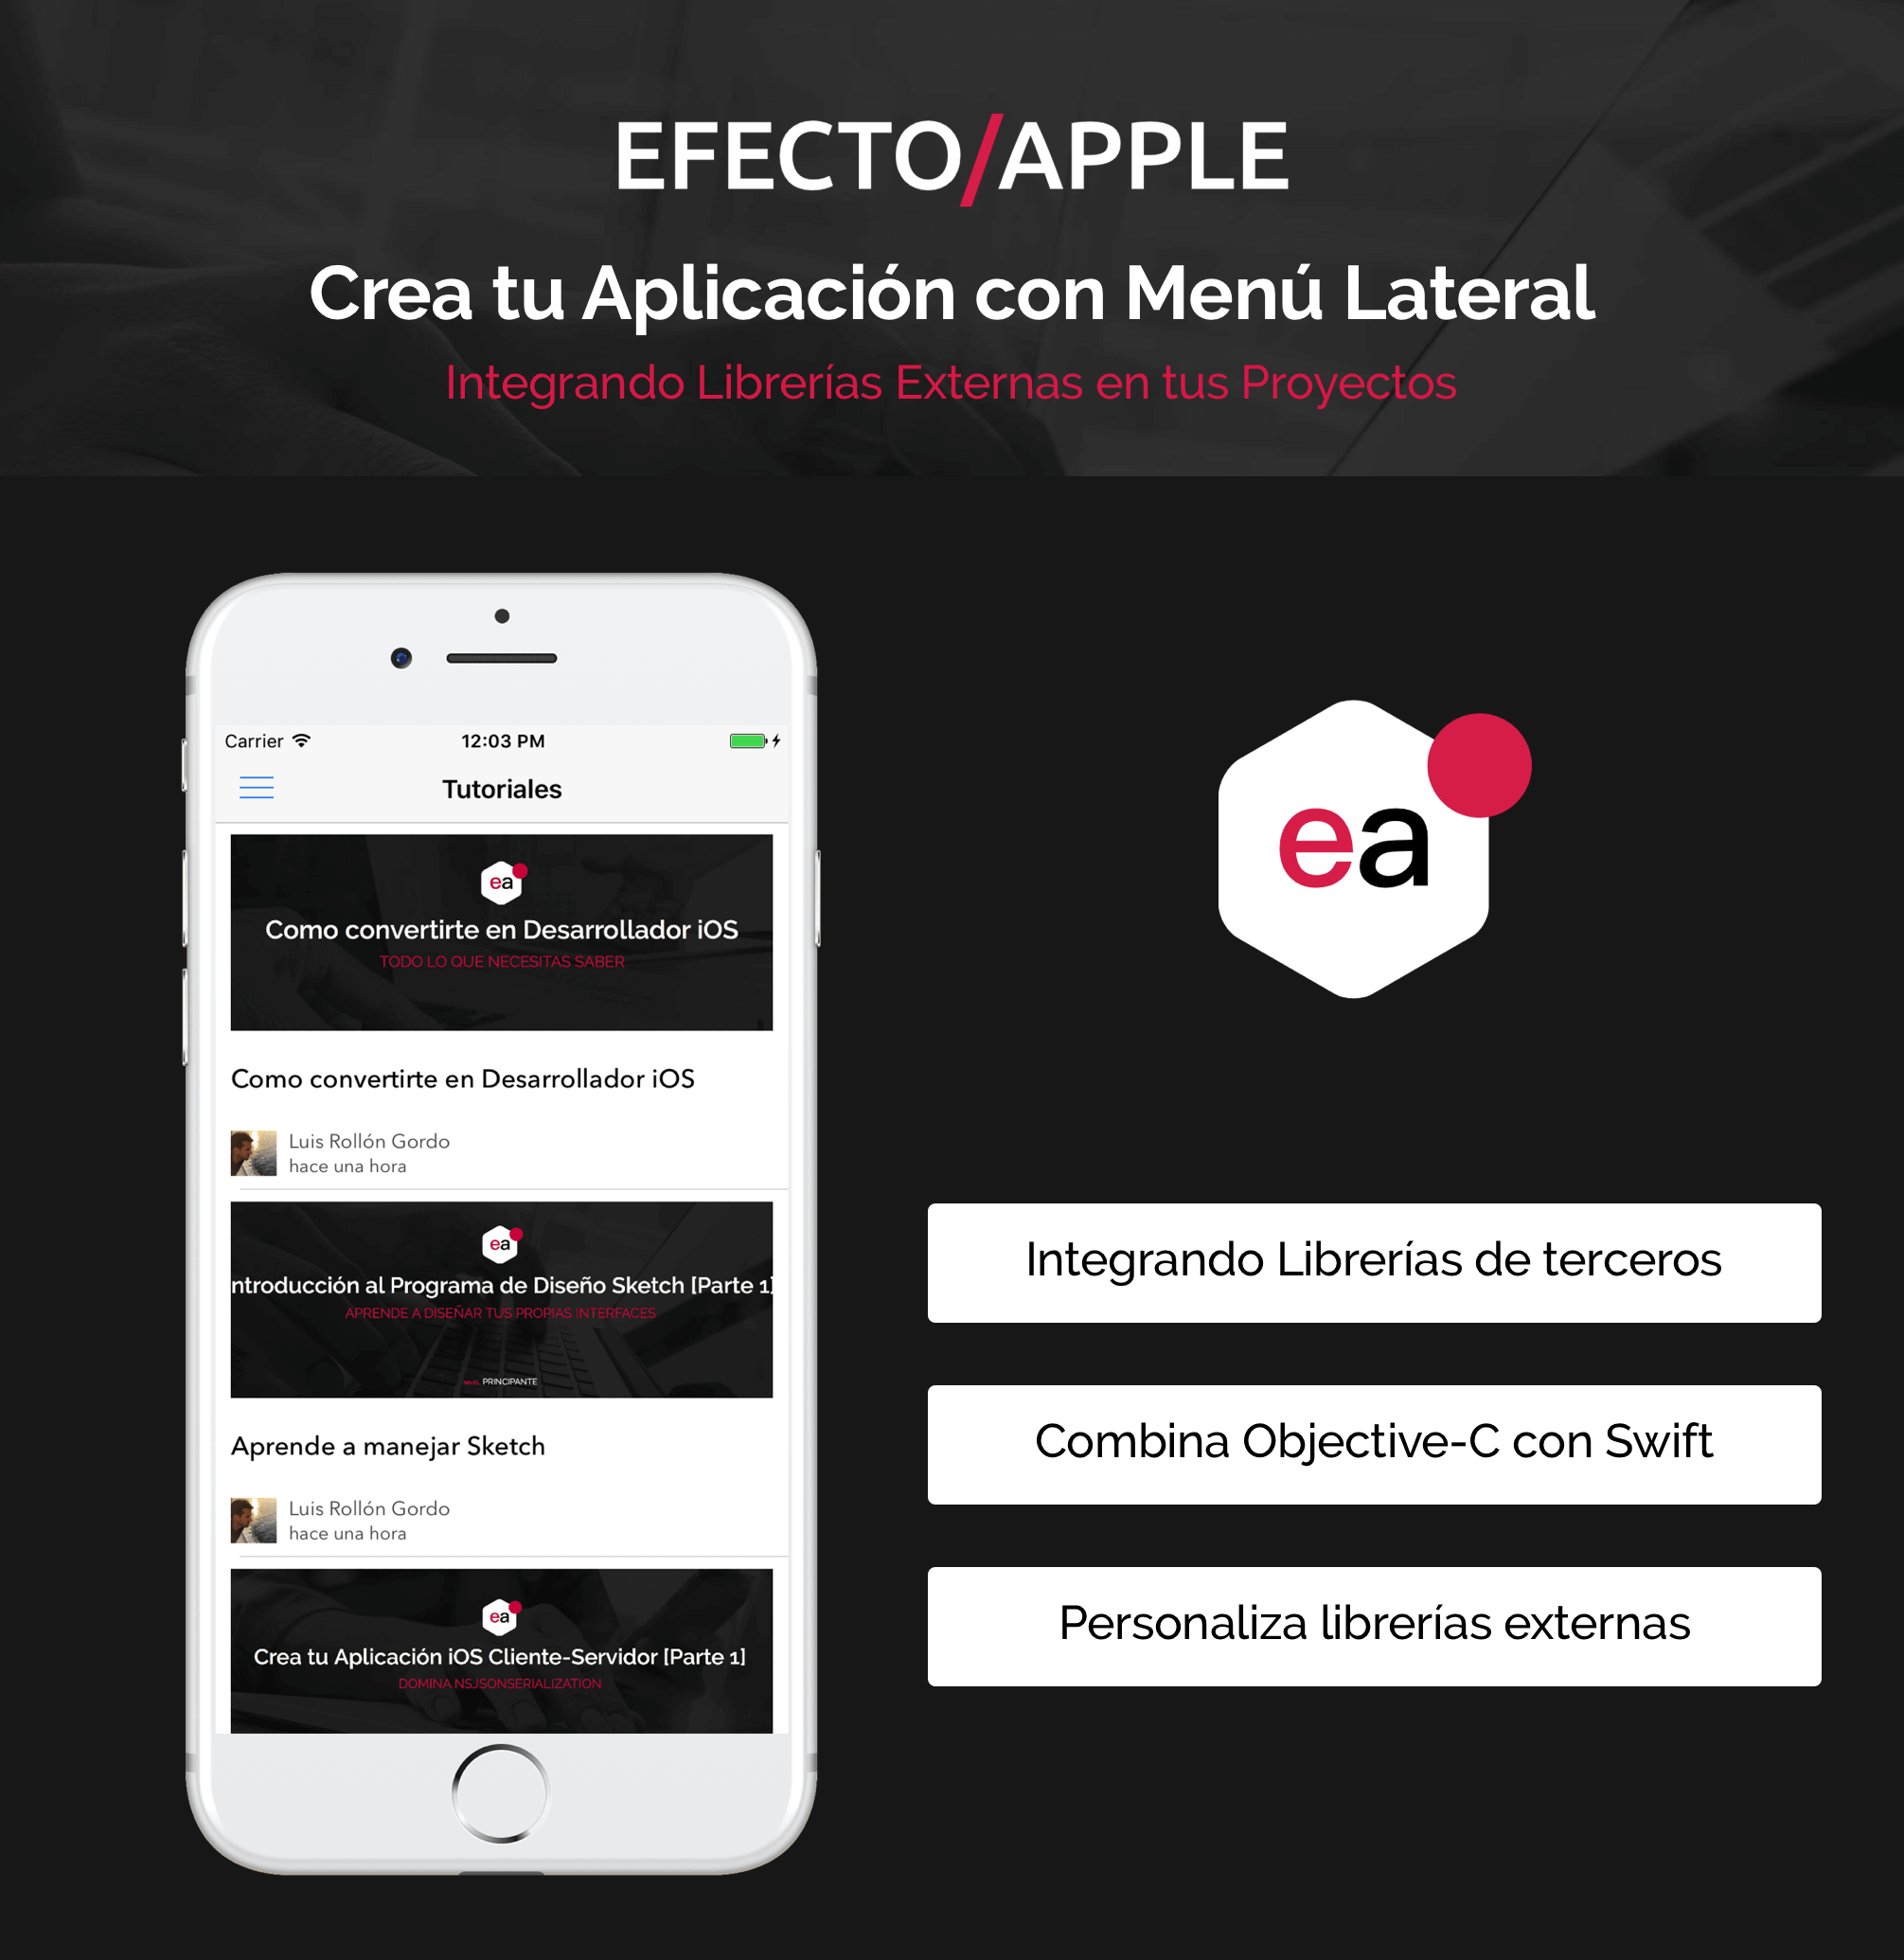 EFECTO/APPLE
Crea tu Aplicación con Menú Lateral
Integrando Librerías Externas en tus Proyectos
Carrier 12:03 PM
Tutoriales
ea
Como convertirte en Desarrollador iOS
TODO LO QUE NECESITAS SABER
Como convertirte en Desarrollador iOS
Luis Rollón Gordo
hace una hora
ea
ntroducción al Programa de Diseño Sketch [Parte 1]
APRENDE A DISEÑAR TUS PROPIAS INTERFACES
PRINCIPANTE
Aprende a manejar Sketch
Luis Rollón Gordo
hace una hora
ea
Crea tu Aplicación iOS Cliente-Servidor [Parte 1]
DOMINA NSJSONSERIALIZATION
ea
Integrando Librerías de terceros
Combina Objective-C con Swift
Personaliza librerías externas